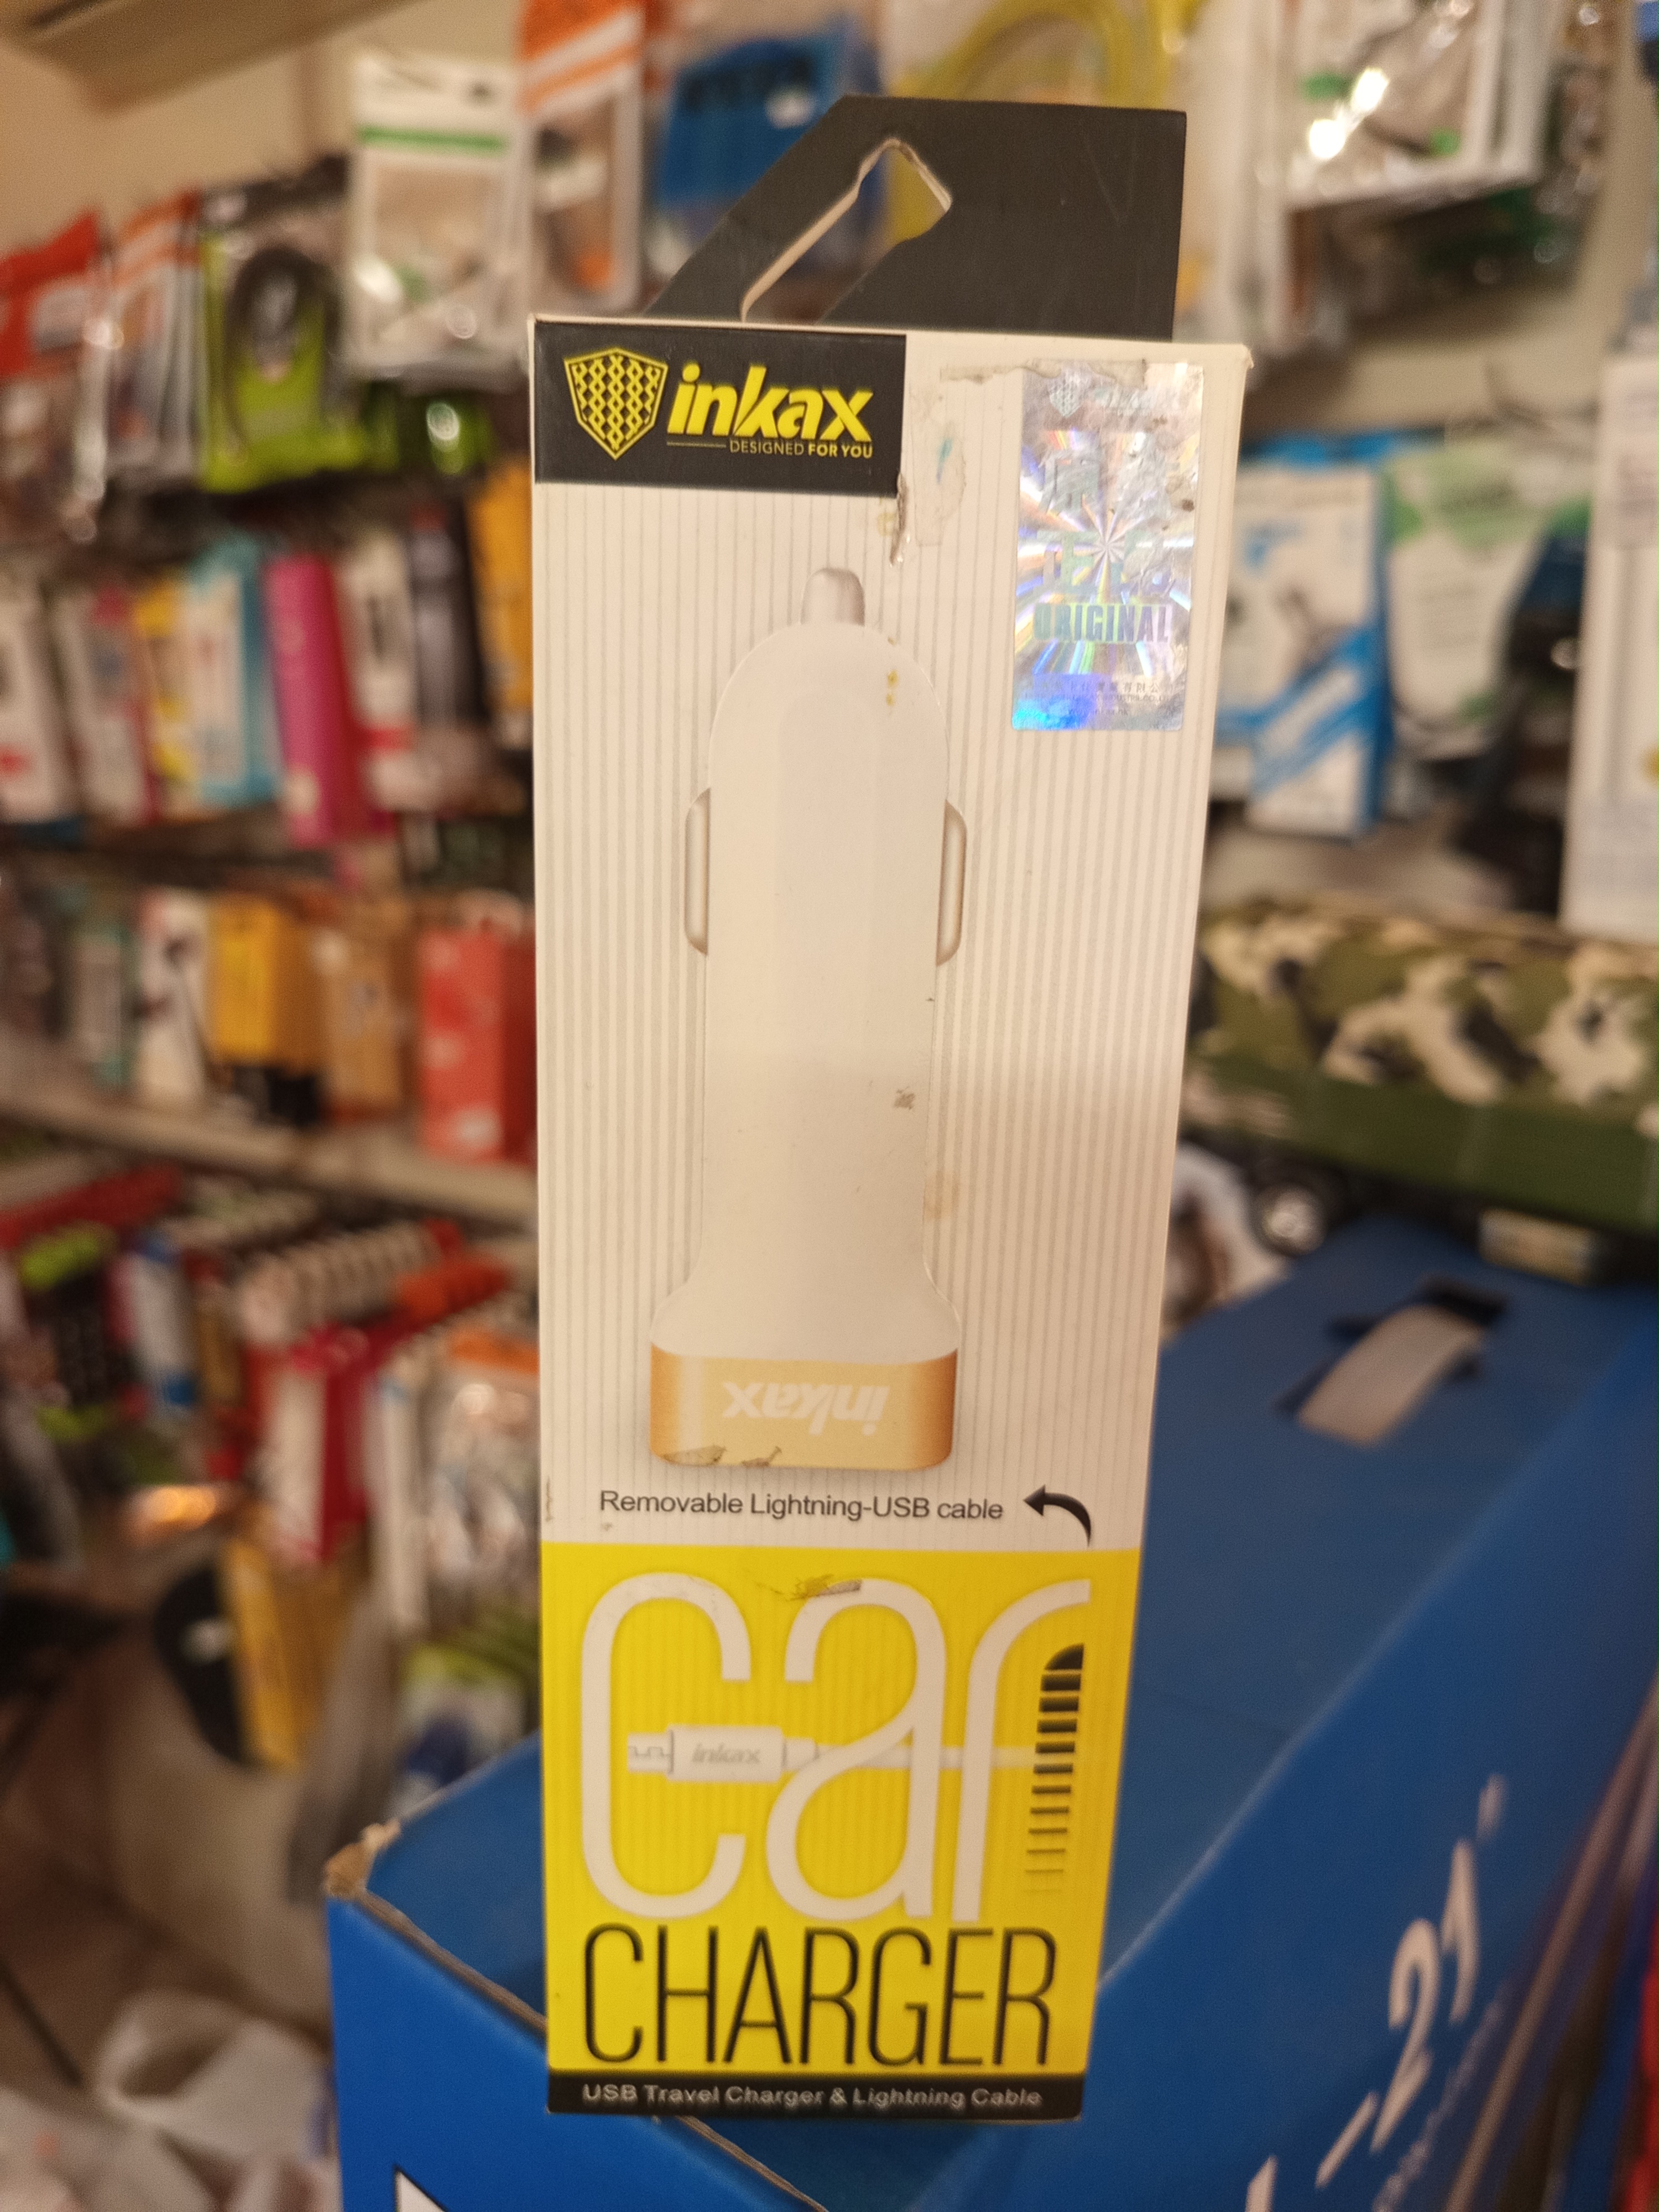 inkax
DESIGNED FOR YOU
ORIGINAL
inkax
Removable Lightning-USB cable
car
inkax
CHARGER
USB Travel Charger & Lightning Cable